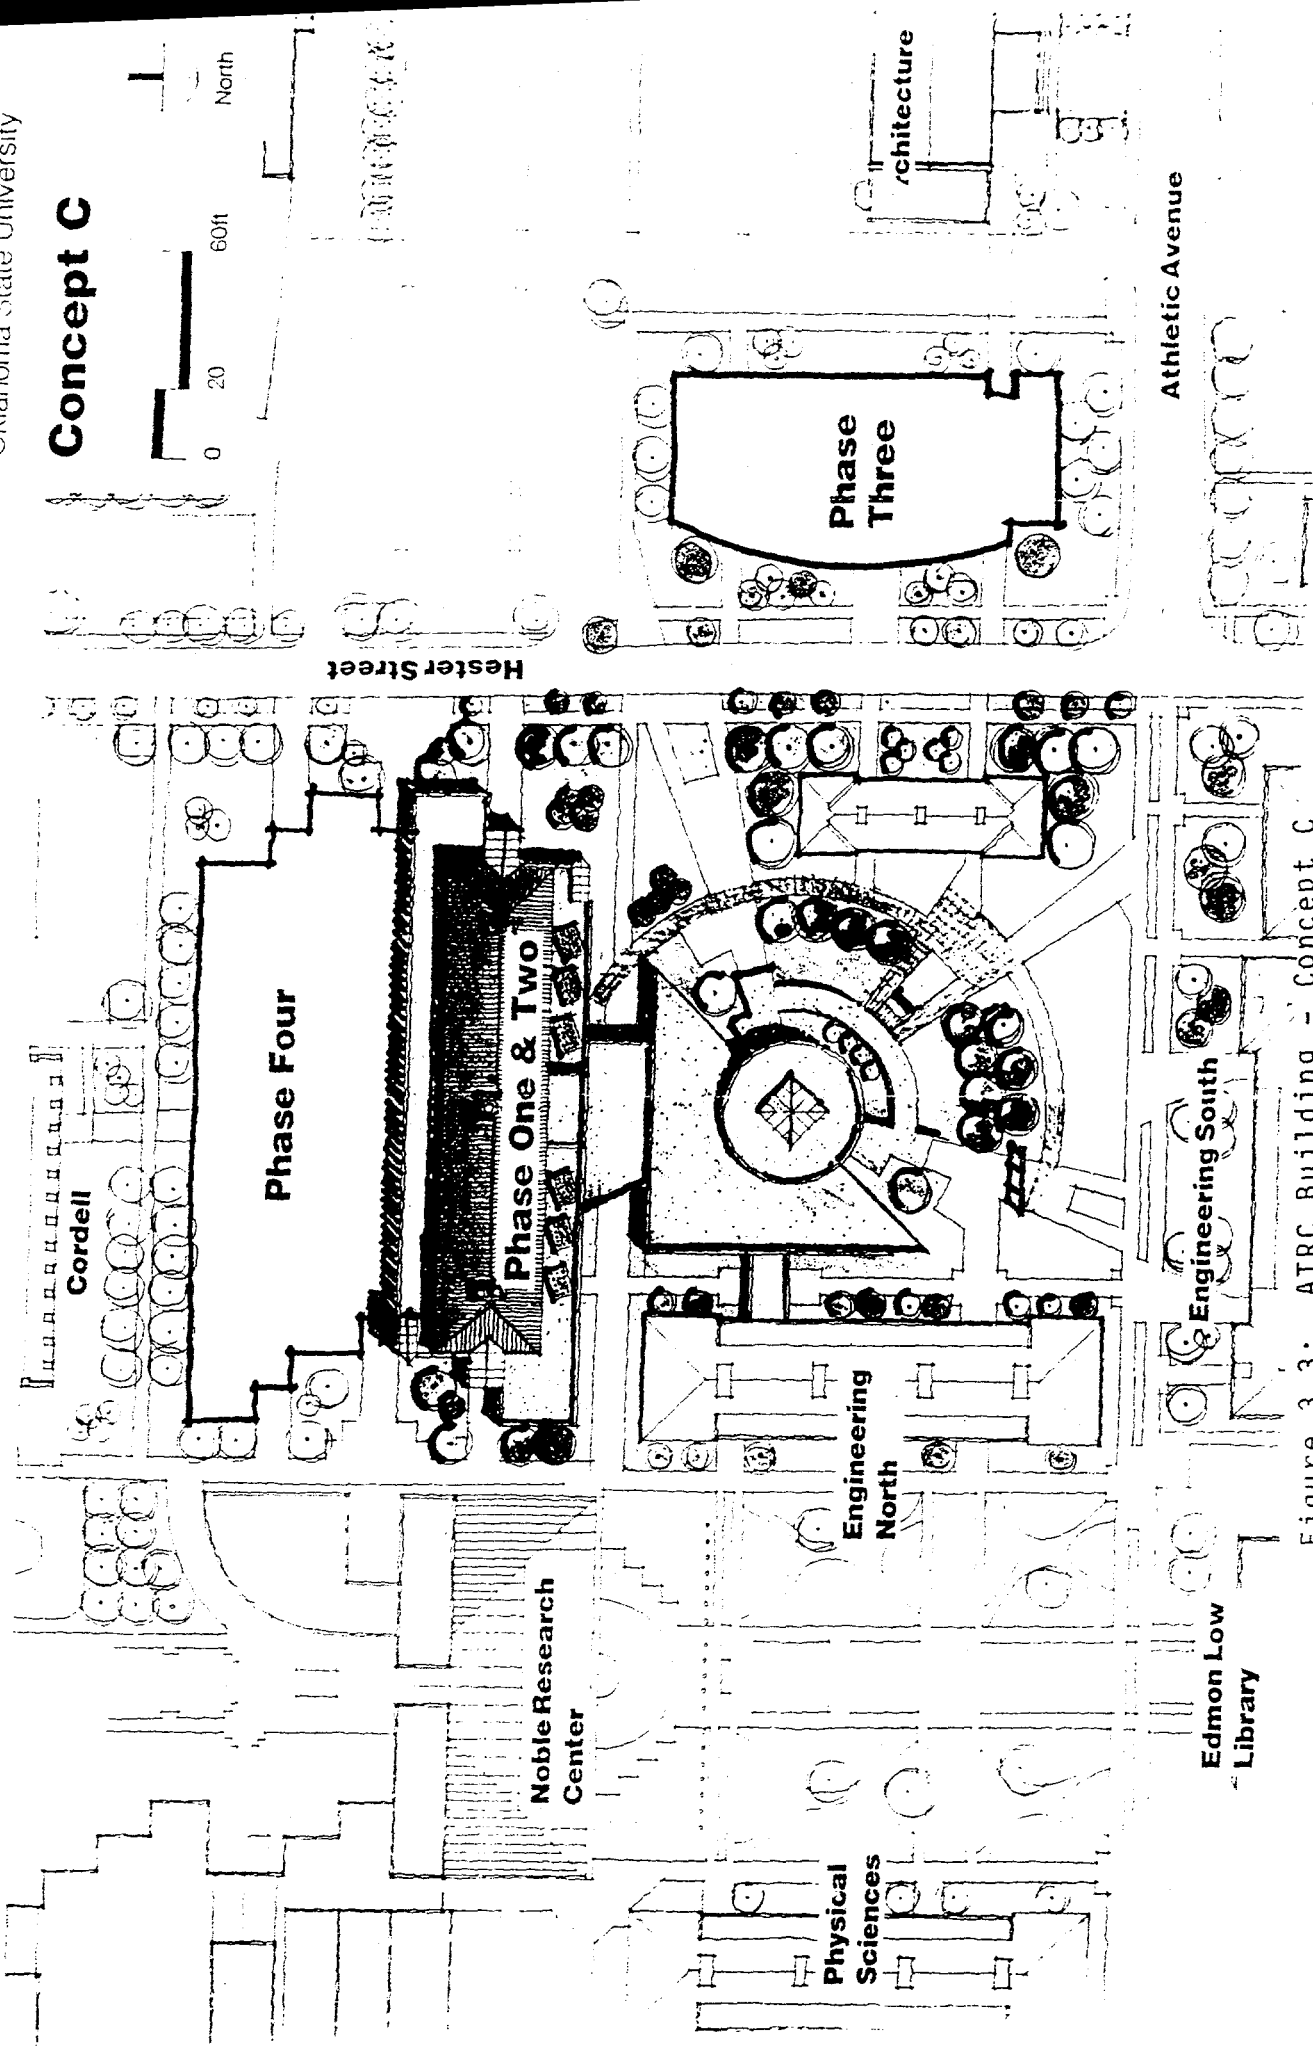 Oklahoma State University
Concept C
0 20 60ft
North
Cordell
Phase Four
Phase One & Two
Hester Street
Phase
Three
chitecture
Athletic Avenue
Noble Research
Center
Engineering
North
Engineering South
Physical
Sciences
Edmon Low
Library
Figure 3.3: ATRC Building - Concept C